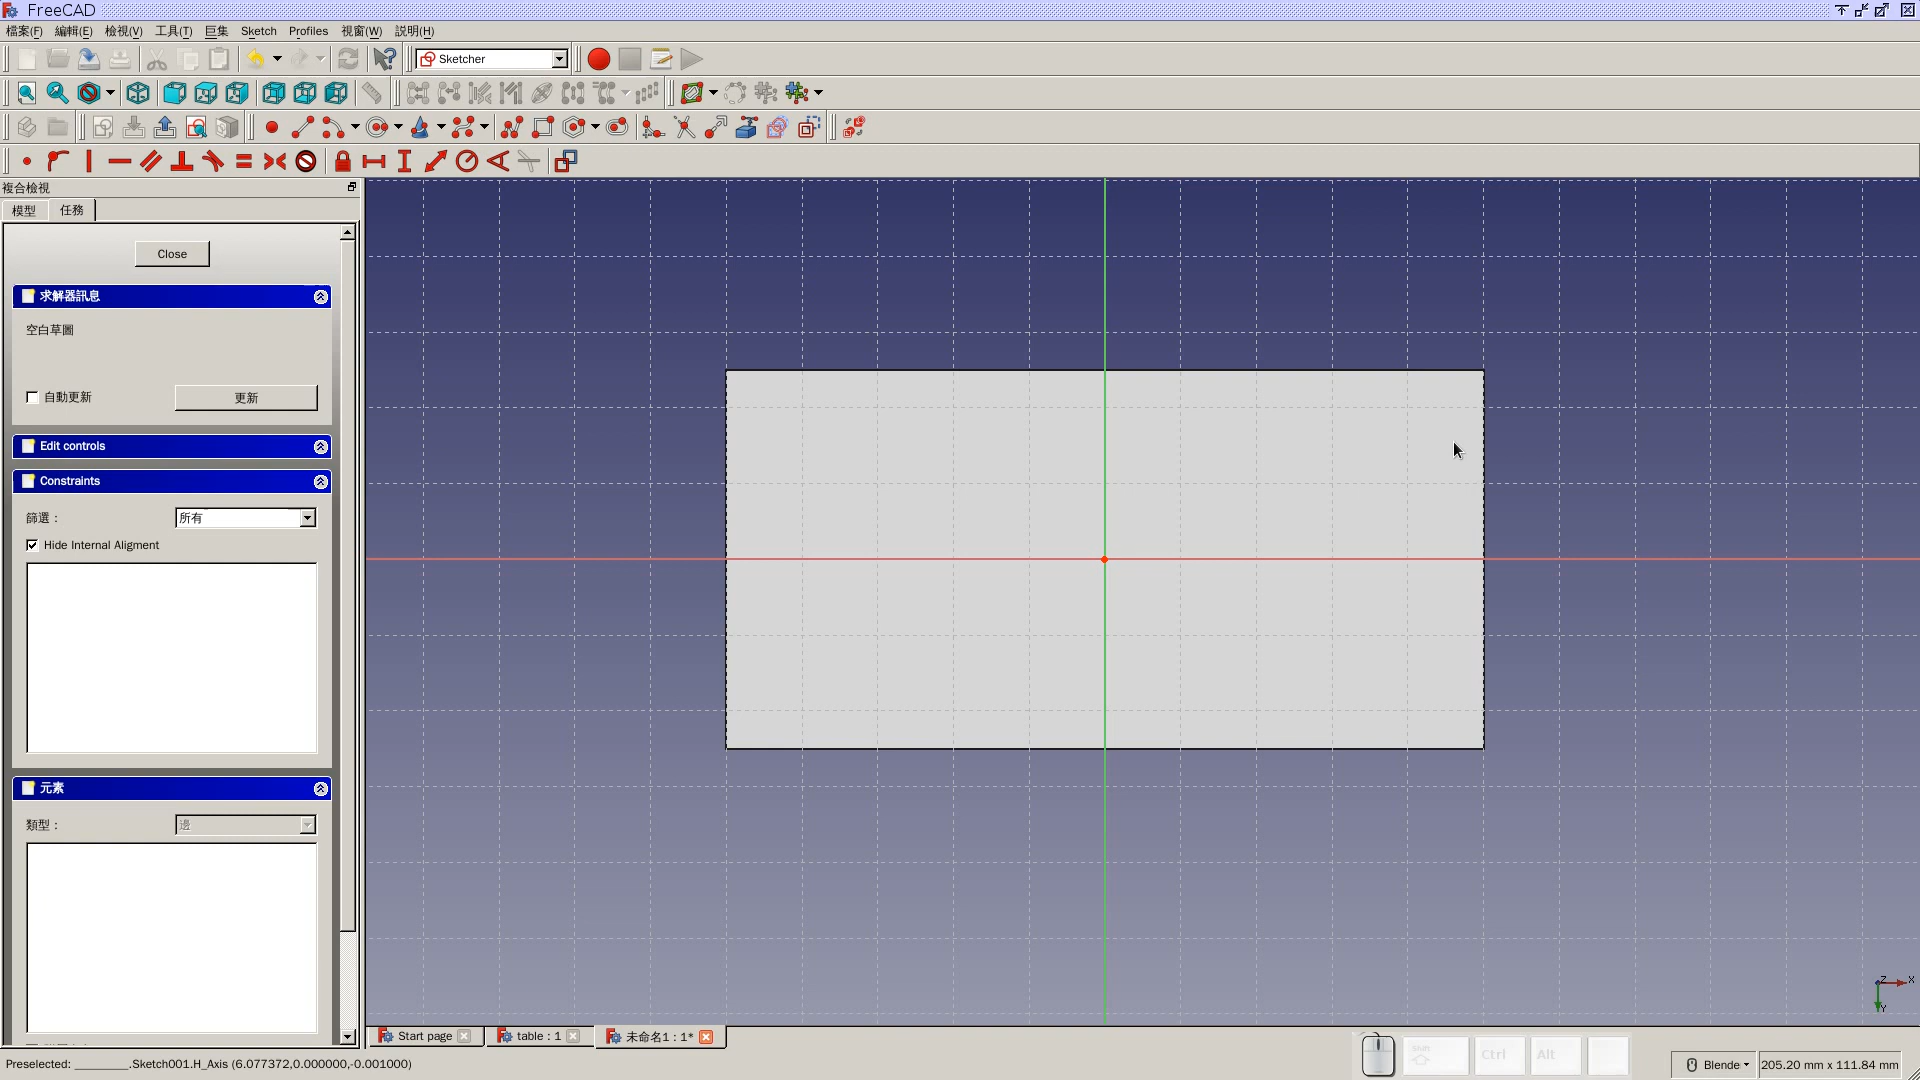 FreeCAD
檔案(F) 編輯(E) 檢視(V) 工具(T) 巨集 Sketch Profiles 視窗(W) 説明(H)
Sketcher
複合檢視
模型 任務
Close
求解器訊息
空白草圖
自動更新 更新
Edit controls
Constraints
篩選： 所有
Hide Internal Aligment
元素
類型： 邊
Z X
Y
Start page table : 1 未命名1 : 1*
Shift Ctrl Alt
Preselected: _________.Sketch001.H_Axis (6.077372,0.000000,-0.001000) Blende 205.20 mm x 111.84 mm